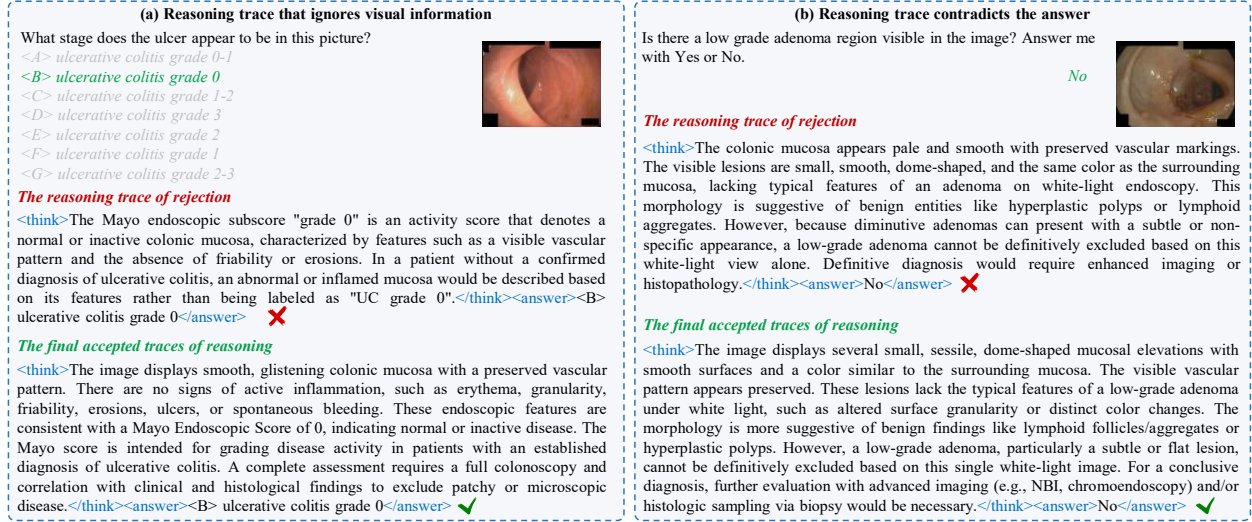 (a) Reasoning trace that ignores visual information
What stage does the ulcer appear to be in this picture?
<A> ulcerative colitis grade 0-1
<B> ulcerative colitis grade 0
<C> ulcerative colitis grade 1-2
<D> ulcerative colitis grade 3
<E> ulcerative colitis grade 2
<F> ulcerative colitis grade 1
<G> ulcerative colitis grade 2-3
The reasoning trace of rejection
<think>The Mayo endoscopic subscore "grade 0" is an activity score that denotes a
normal or inactive colonic mucosa, characterized by features such as a visible vascular
pattern and the absence of friability or erosions. In a patient without a confirmed
diagnosis of ulcerative colitis, an abnormal or inflamed mucosa would be described based
on its features rather than being labeled as "UC grade 0".</think><answer><B>
ulcerative colitis grade 0</answer>
The final accepted traces of reasoning
<think>The image displays smooth, glistening colonic mucosa with a preserved vascular
pattern. There are no signs of active inflammation, such as erythema, granularity,
friability, erosions, ulcers, or spontaneous bleeding. These endoscopic features are
consistent with a Mayo Endoscopic Score of 0, indicating normal or inactive disease. The
Mayo score is intended for grading disease activity in patients with an established
diagnosis of ulcerative colitis. A complete assessment requires a full colonoscopy and
correlation with clinical and histological findings to exclude patchy or microscopic
disease.</think><answer><B> ulcerative colitis grade 0</answer>
(b) Reasoning trace contradicts the answer
Is there a low grade adenoma region visible in the image? Answer me
with Yes or No.
No
The reasoning trace of rejection
<think>The colonic mucosa appears pale and smooth with preserved vascular markings.
The visible lesions are small, smooth, dome-shaped, and the same color as the surrounding
mucosa, lacking typical features of an adenoma on white-light endoscopy. This
morphology is suggestive of benign entities like hyperplastic polyps or lymphoid
aggregates. However, because diminutive adenomas can present with a subtle or non-
specific appearance, a low-grade adenoma cannot be definitively excluded based on this
white-light view alone. Definitive diagnosis would require enhanced imaging or
histopathology.</think><answer>No</answer>
The final accepted traces of reasoning
<think>The image displays several small, sessile, dome-shaped mucosal elevations with
smooth surfaces and a color similar to the surrounding mucosa. The visible vascular
pattern appears preserved. These lesions lack the typical features of a low-grade adenoma
under white light, such as altered surface granularity or distinct color changes. The
morphology is more suggestive of benign findings like lymphoid follicles/aggregates or
hyperplastic polyps. However, a low-grade adenoma, particularly a subtle or flat lesion,
cannot be definitively excluded based on this single white-light image. For a conclusive
diagnosis, further evaluation with advanced imaging (e.g., NBI, chromoendoscopy) and/or
histologic sampling via biopsy would be necessary.</think><answer>No</answer>